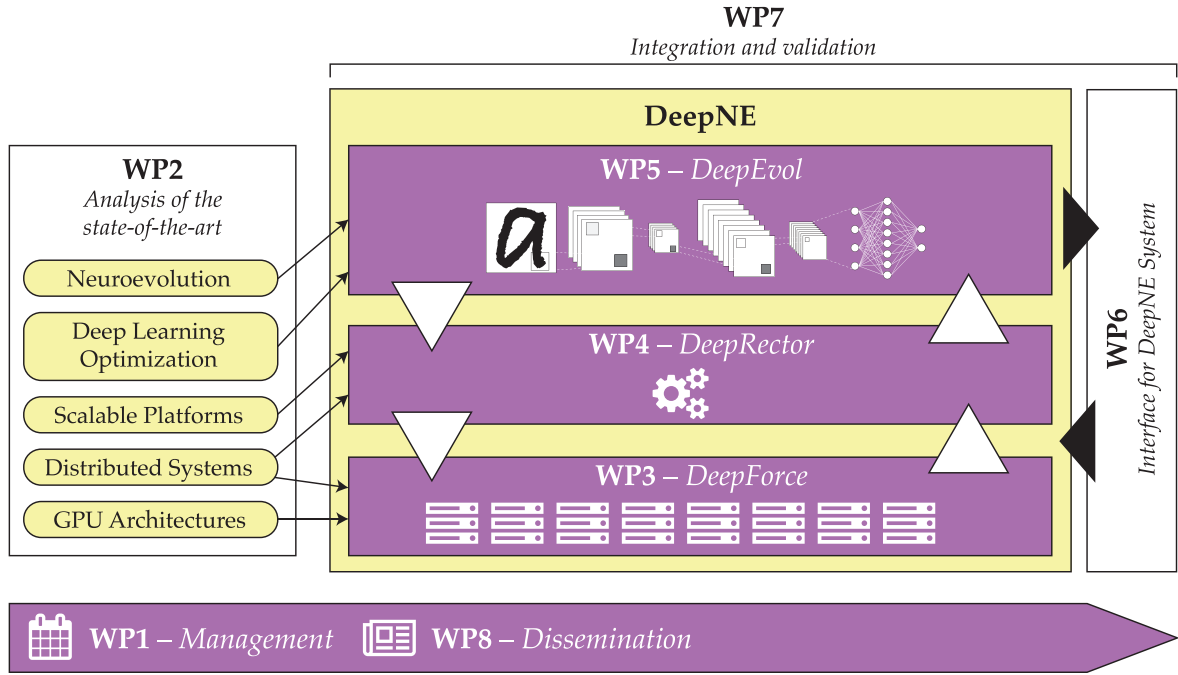 WP7
Integration and validation
DeepNE
WP2
Analysis of the
state-of-the-art
Neuroevolution
Deep Learning
Optimization
Scalable Platforms
Distributed Systems
GPU Architectures
WP5 – DeepEvol
a
WP4 – DeepRector
WP3 – DeepForce
WP6
Interface for DeepNE System
WP1 – Management
WP8 – Dissemination